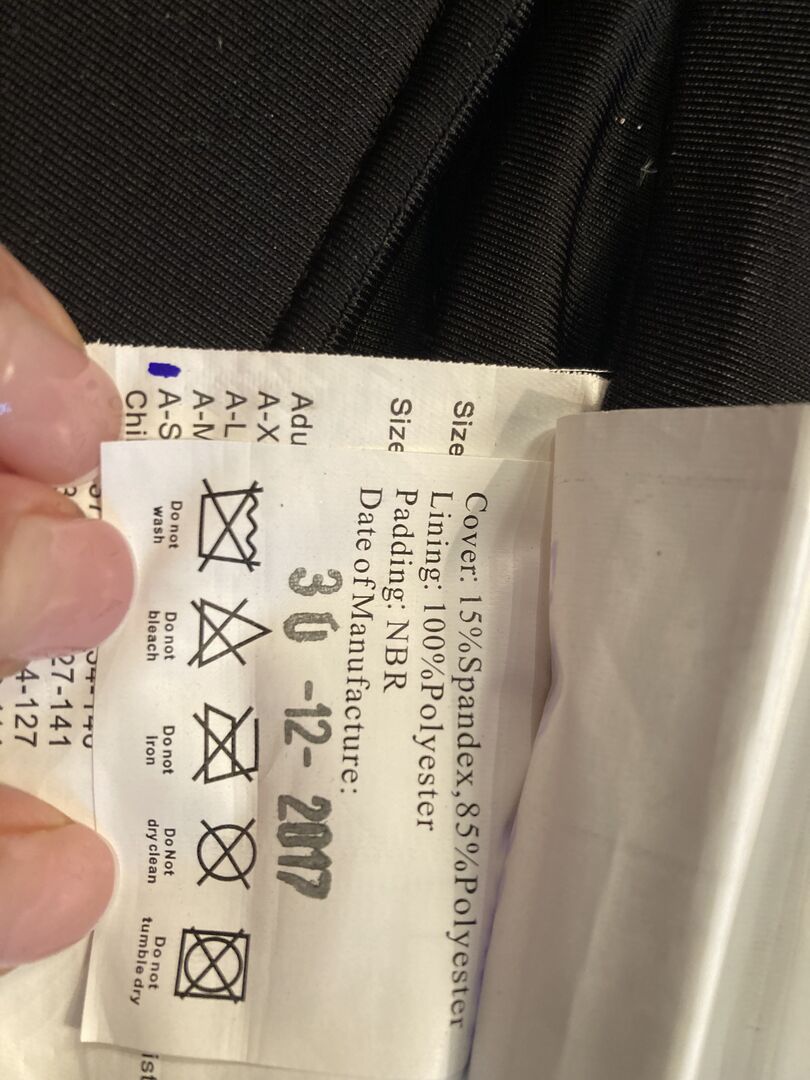 Cover: 15%Spandex,85%Polyester
Lining: 100%Polyester
Padding: NBR
Date of Manufacture:
30 -12- 2017
Do not wash
Do not bleach
Do not Iron
Do Not dry clean
Do not tumble dry
Size
Size
Adu
A-X
A-L
A-M
A-S
Chi
27-141
4-127
ist